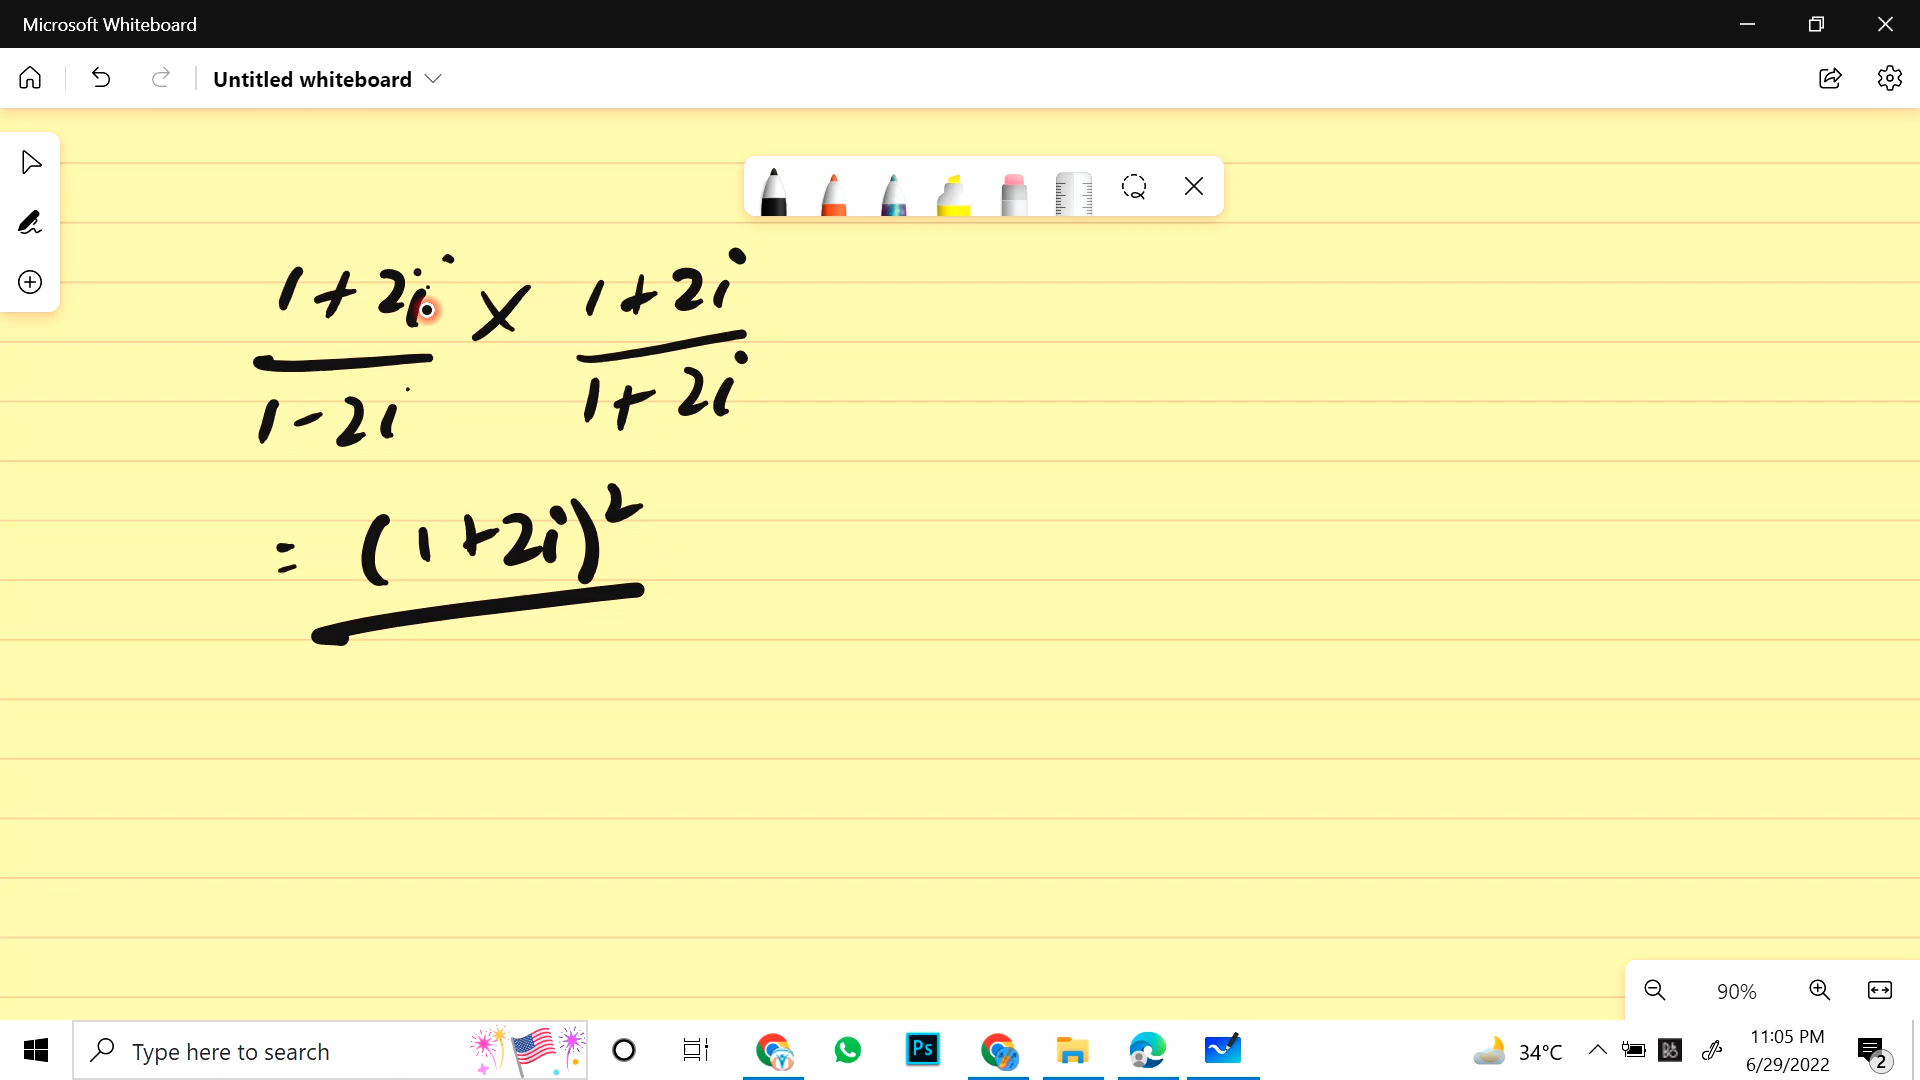 Microsoft Whiteboard
Untitled whiteboard
1 + 2i × 1 + 2i
1 - 2i 1 + 2i
= (1 + 2i)²
90%
Type here to search
Ps
34°C
11:05 PM
6/29/2022
2